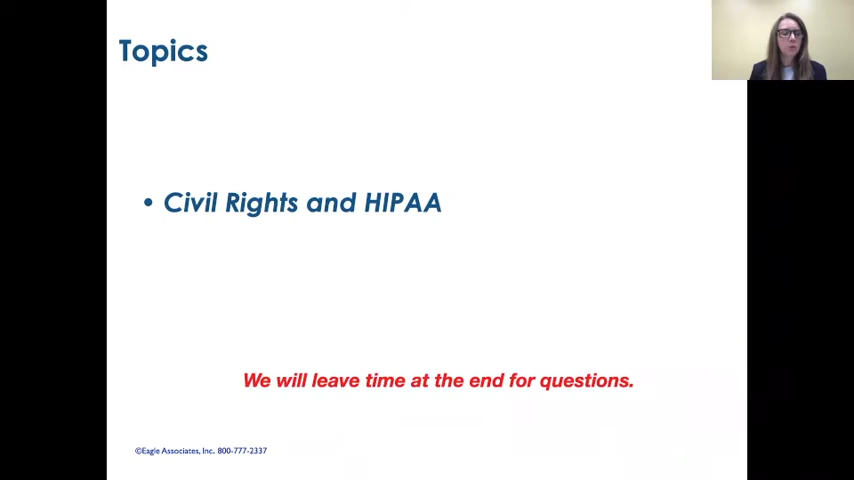 Topics
• Civil Rights and HIPAA
We will leave time at the end for questions.
©Eagle Associates, Inc. 800-777-2337